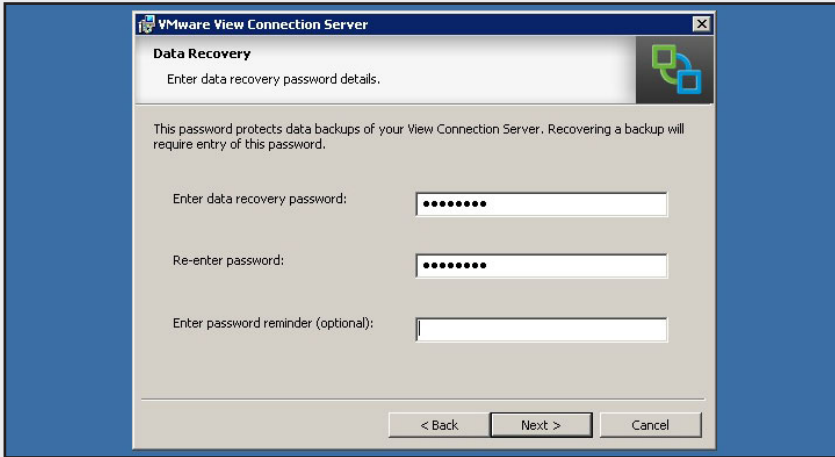 VMware View Connection Server
Data Recovery
Enter data recovery password details.
This password protects data backups of your View Connection Server. Recovering a backup will
require entry of this password.
Enter data recovery password: ••••••••
Re-enter password: ••••••••
Enter password reminder (optional):
< Back Next > Cancel